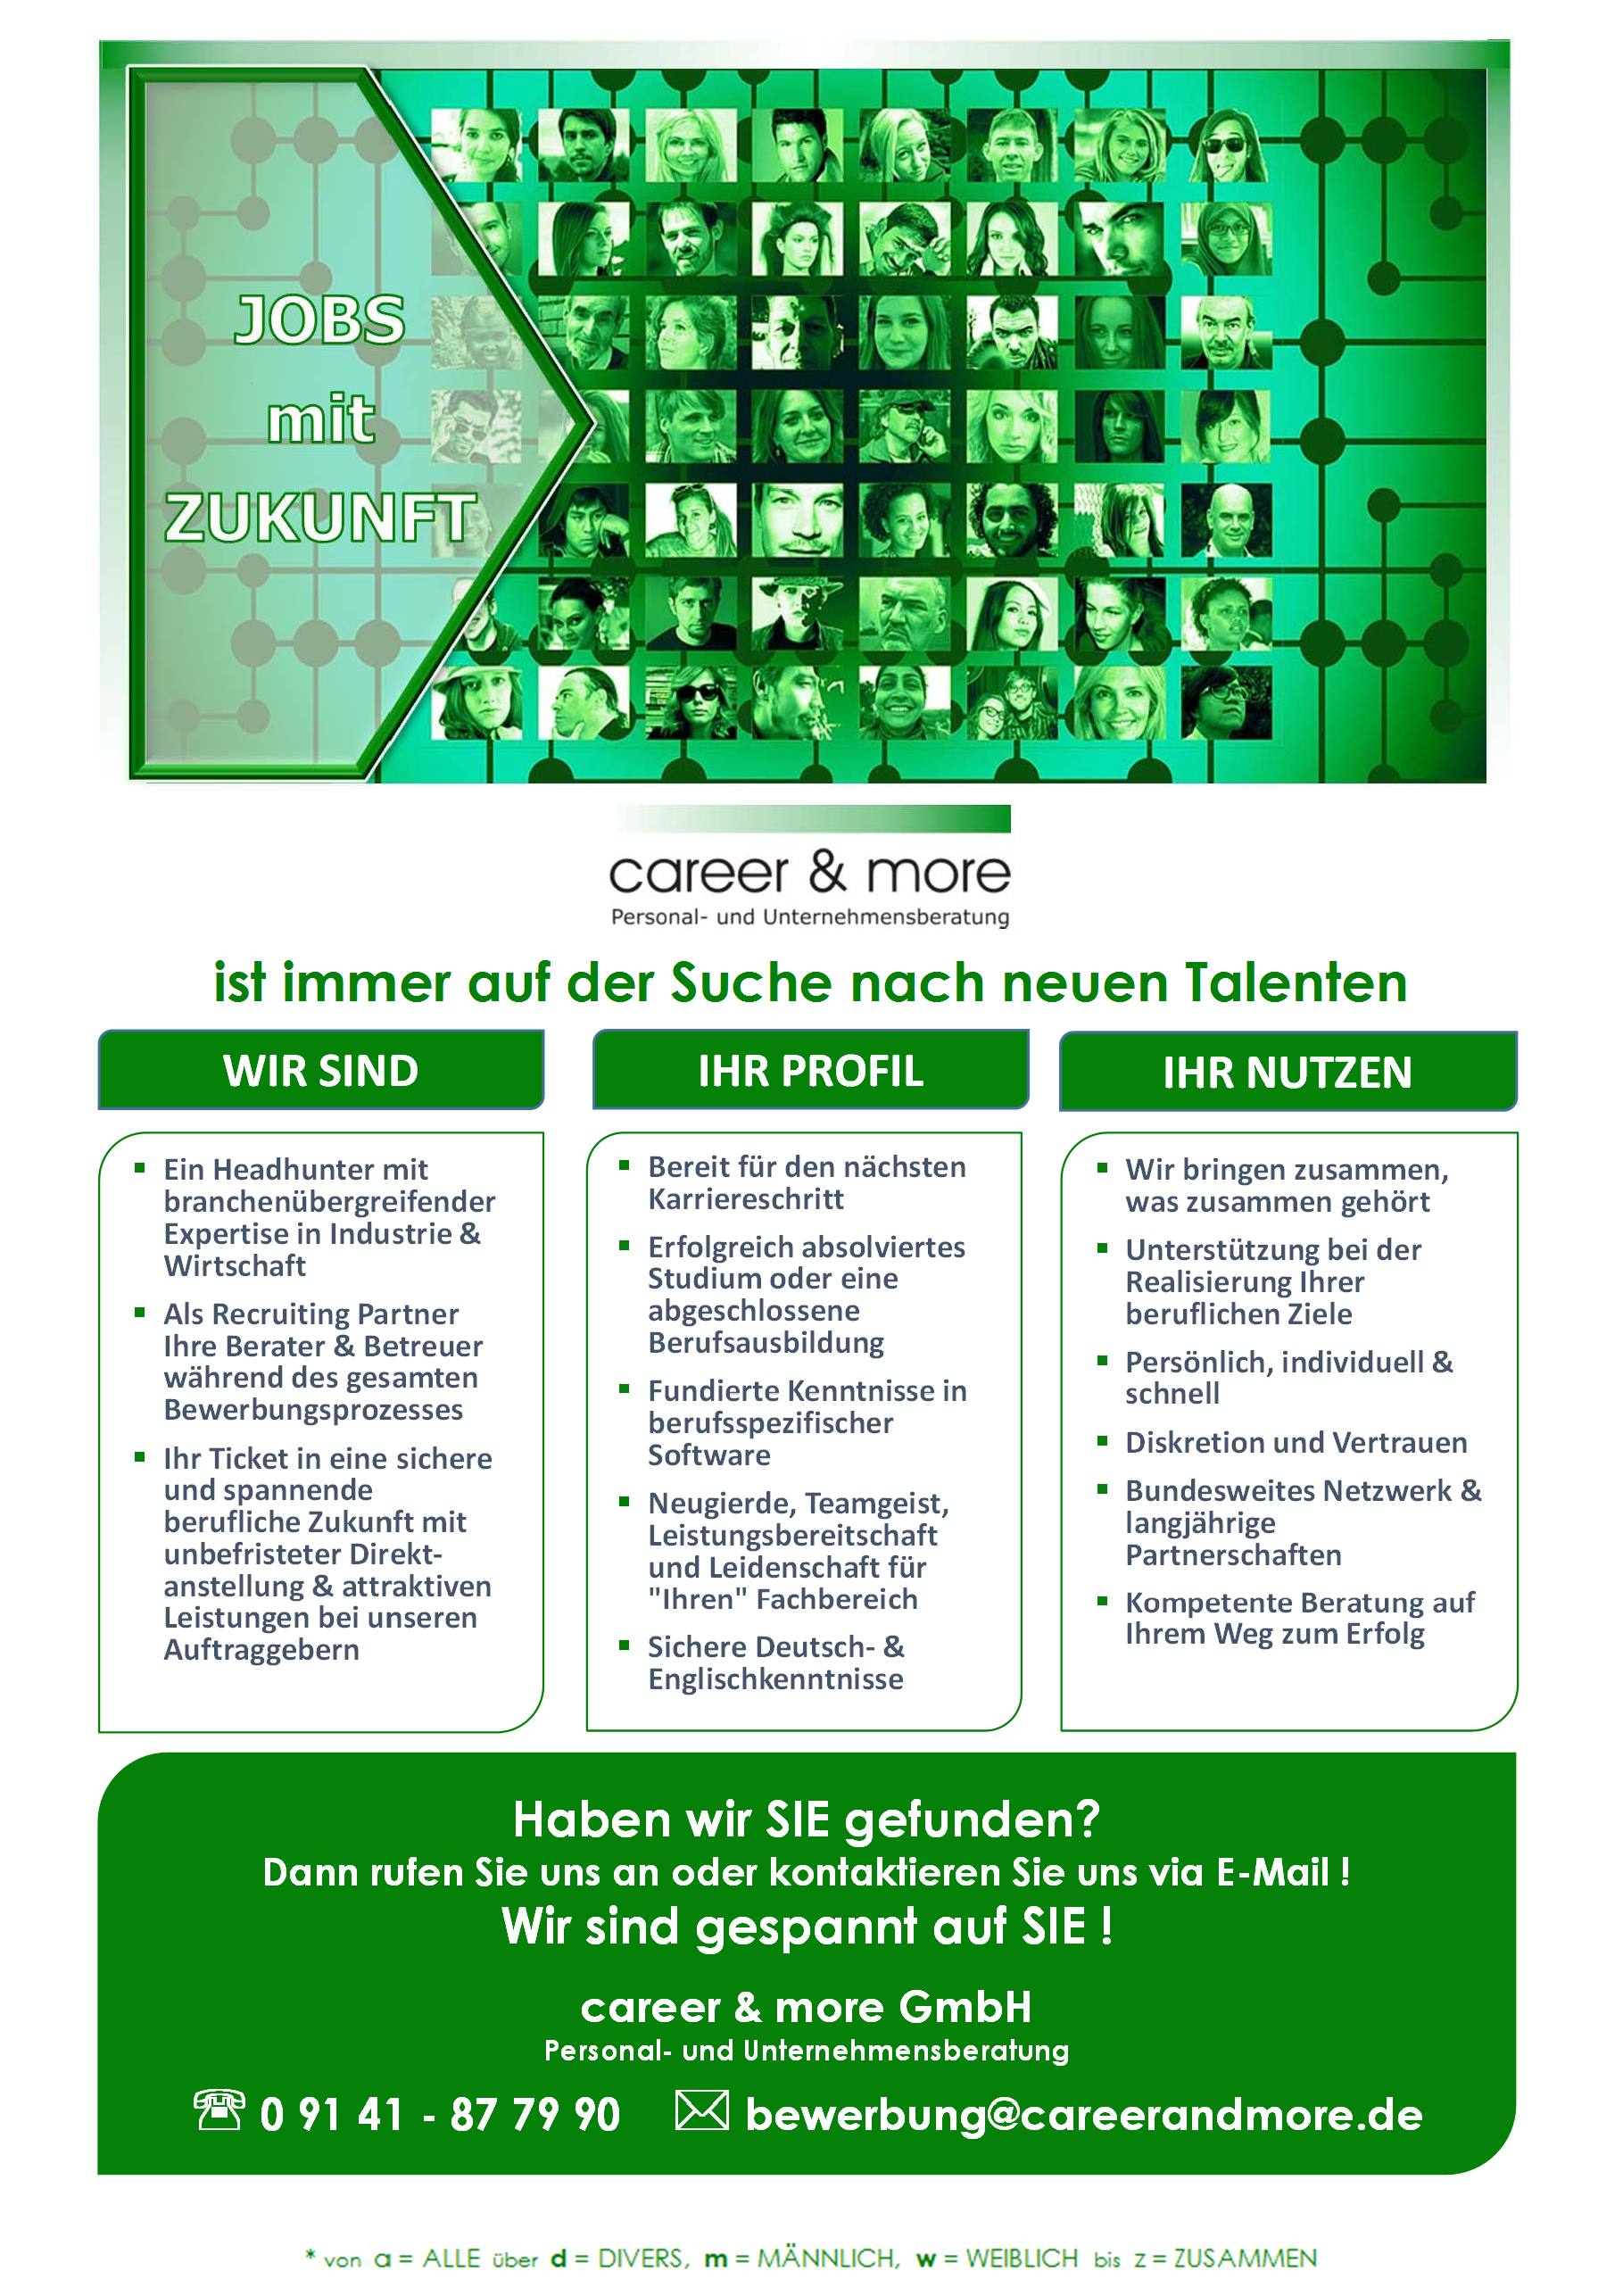 JOBS
mit
ZUKUNFT
career & more
Personal- und Unternehmensberatung
ist immer auf der Suche nach neuen Talenten
WIR SIND
▪ Ein Headhunter mit
branchenübergreifender
Expertise in Industrie &
Wirtschaft
▪ Als Recruiting Partner
Ihre Berater & Betreuer
während des gesamten
Bewerbungsprozesses
▪ Ihr Ticket in eine sichere
und spannende
berufliche Zukunft mit
unbefristeter Direkt-
anstellung & attraktiven
Leistungen bei unseren
Auftraggebern
IHR PROFIL
▪ Bereit für den nächsten
Karriereschritt
▪ Erfolgreich absolviertes
Studium oder eine
abgeschlossene
Berufsausbildung
▪ Fundierte Kenntnisse in
berufsspezifischer
Software
▪ Neugierde, Teamgeist,
Leistungsbereitschaft
und Leidenschaft für
"Ihren" Fachbereich
▪ Sichere Deutsch- &
Englischkenntnisse
IHR NUTZEN
▪ Wir bringen zusammen,
was zusammen gehört
▪ Unterstützung bei der
Realisierung Ihrer
beruflichen Ziele
▪ Persönlich, individuell &
schnell
▪ Diskretion und Vertrauen
▪ Bundesweites Netzwerk &
langjährige
Partnerschaften
▪ Kompetente Beratung auf
Ihrem Weg zum Erfolg
Haben wir SIE gefunden?
Dann rufen Sie uns an oder kontaktieren Sie uns via E-Mail !
Wir sind gespannt auf SIE !
career & more GmbH
Personal- und Unternehmensberatung
0 91 41 - 87 79 90 bewerbung@careerandmore.de
* von a = ALLE über d = DIVERS, m = MÄNNLICH, w = WEIBLICH bis z = ZUSAMMEN